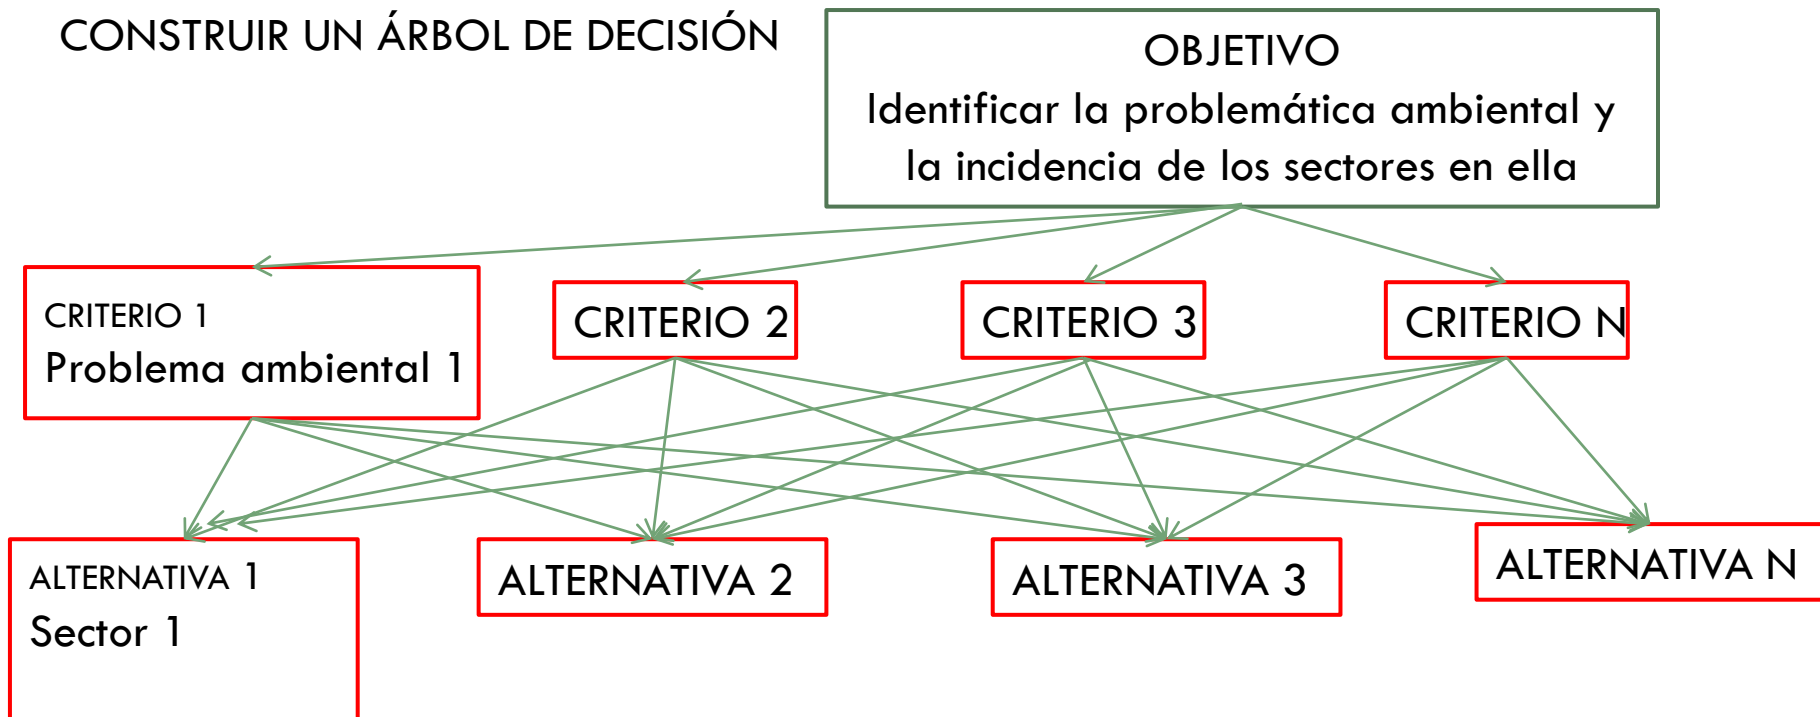 CONSTRUIR UN ÁRBOL DE DECISIÓN
OBJETIVO
Identificar la problemática ambiental y
la incidencia de los sectores en ella
CRITERIO 1
Problema ambiental 1
CRITERIO 2
CRITERIO 3
CRITERIO N
ALTERNATIVA 1
Sector 1
ALTERNATIVA 2
ALTERNATIVA 3
ALTERNATIVA N